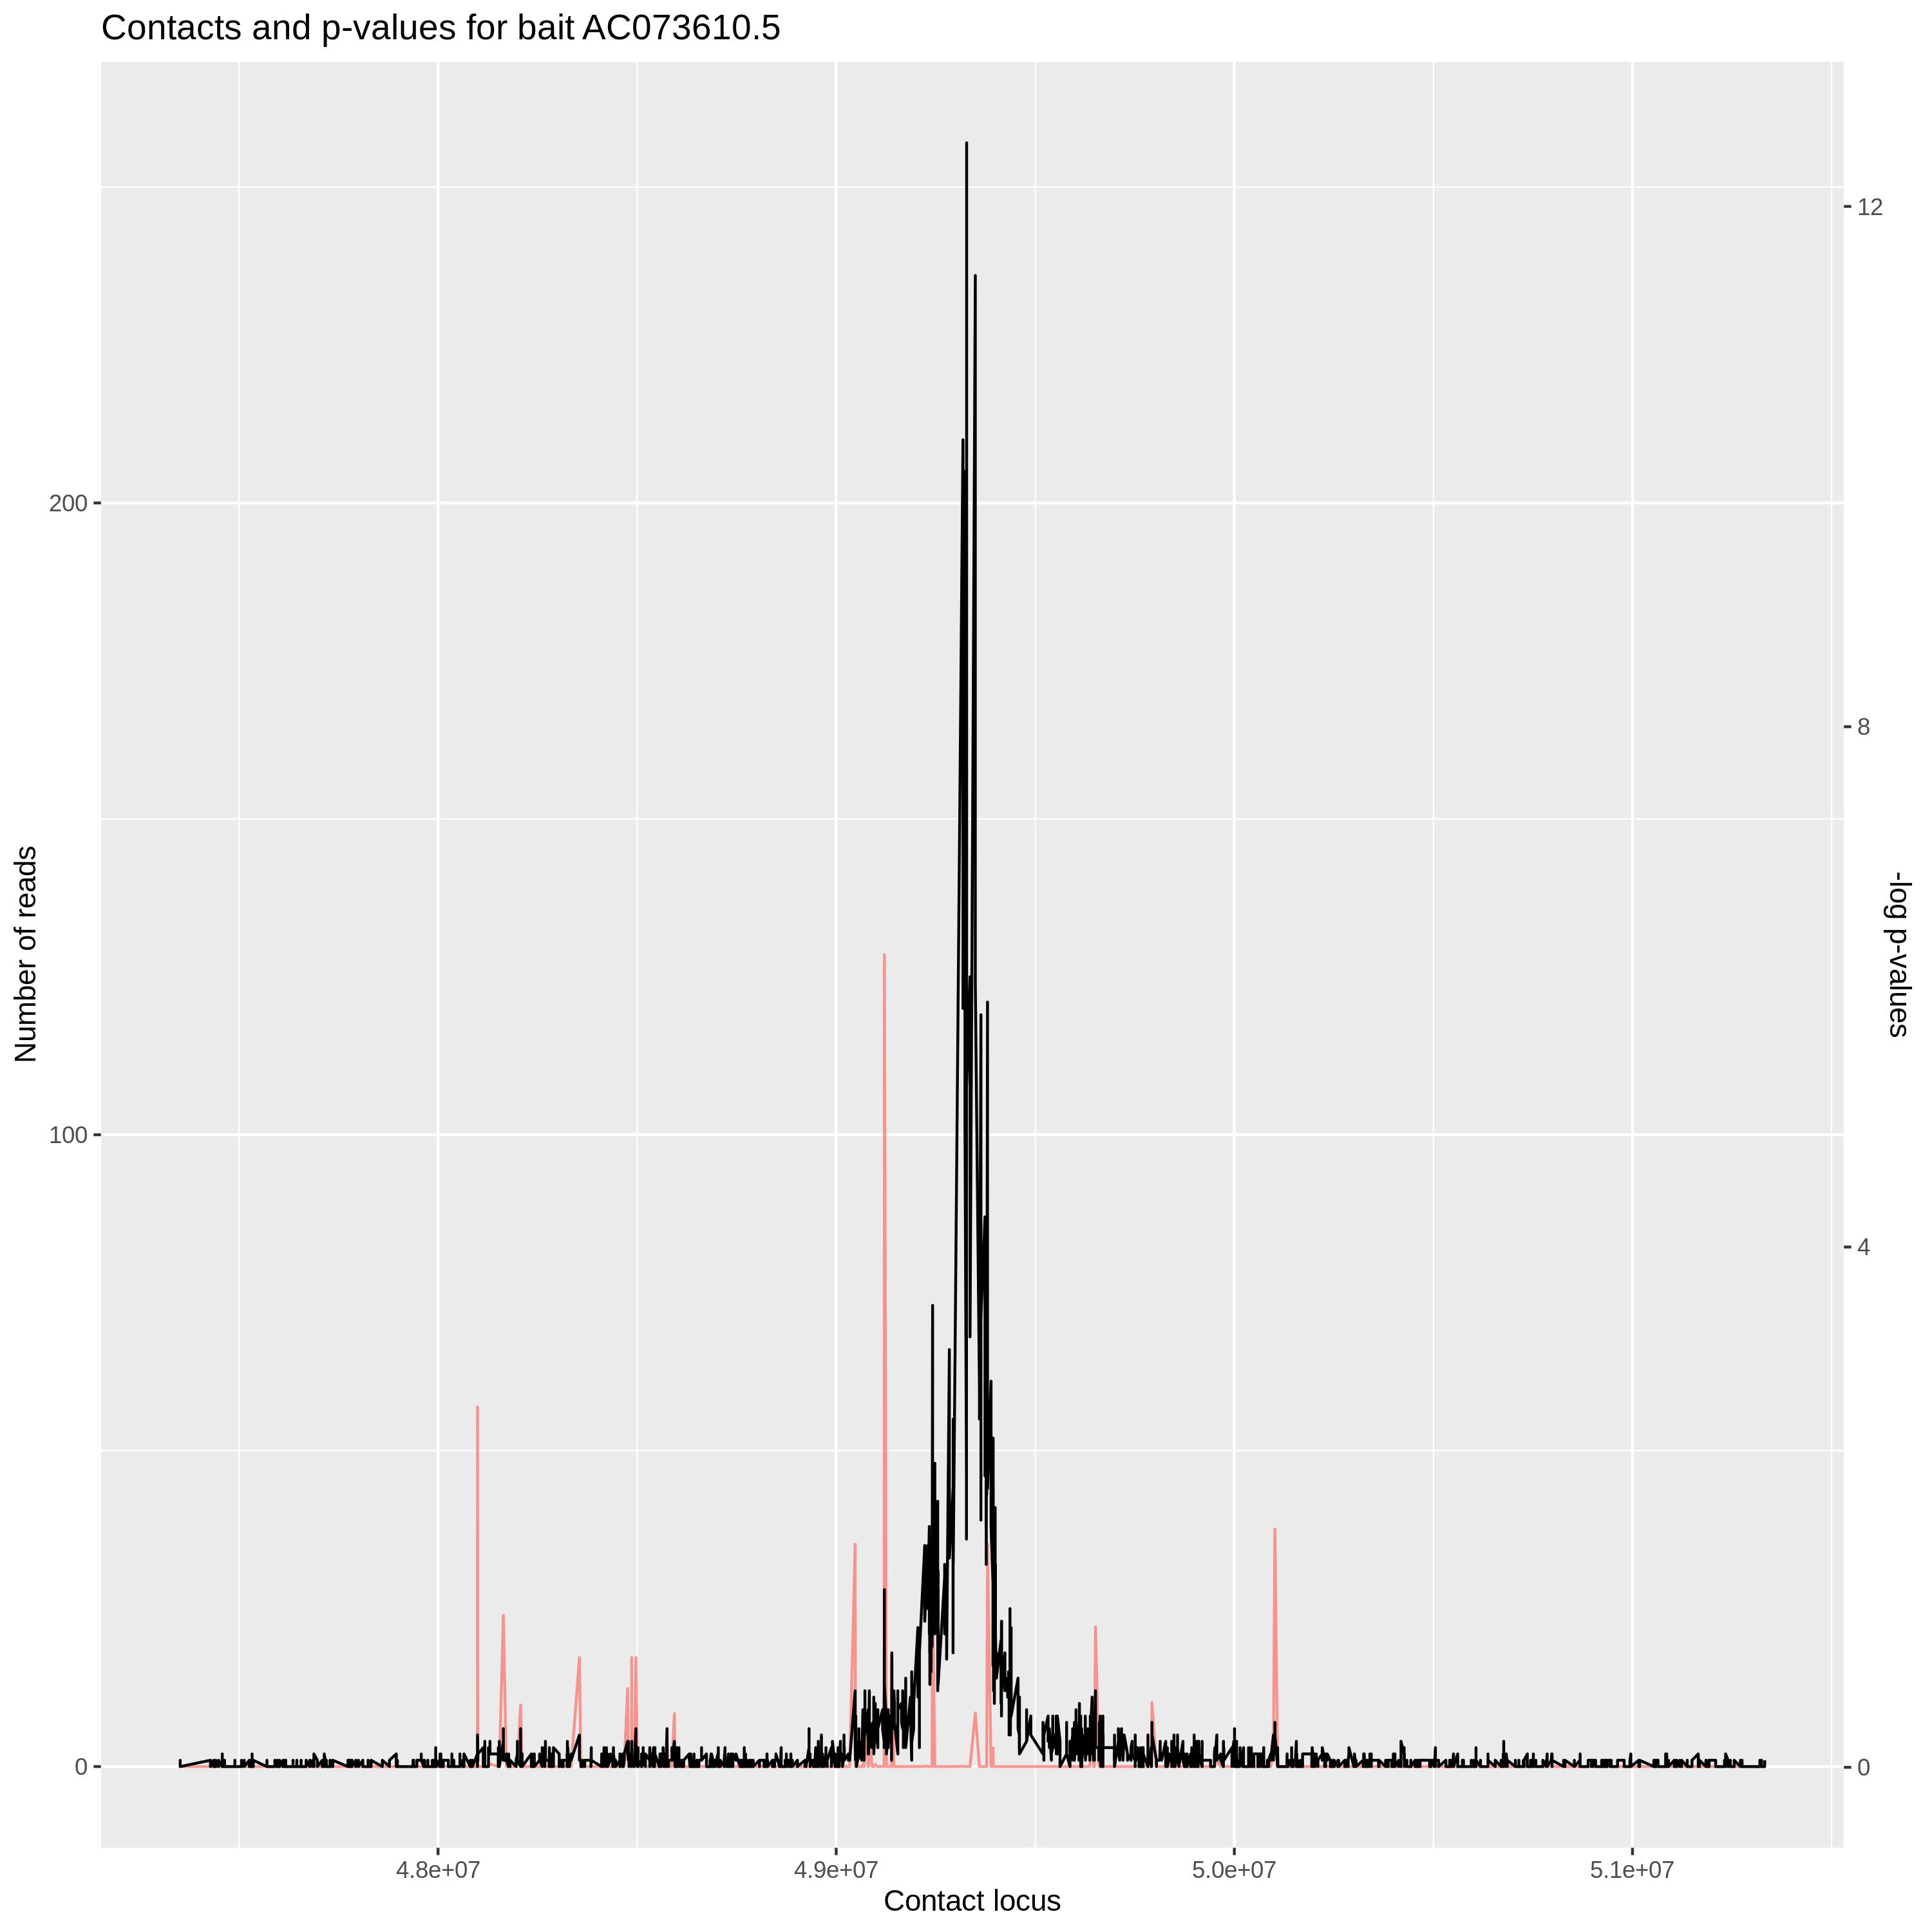 Contacts and p-values for bait AC073610.5
Number of reads
200
100
0
12
8
4
0
-log p-values
4.8e+07
4.9e+07
5.0e+07
5.1e+07
Contact locus